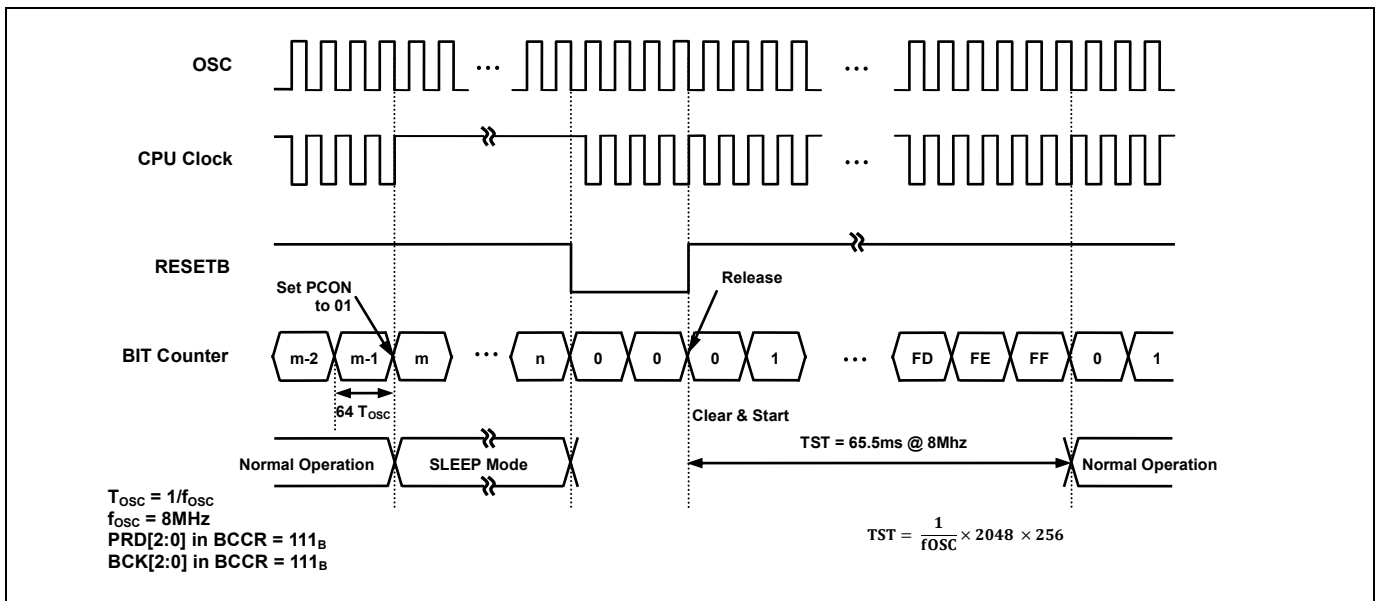 OSC
...
...
CPU Clock
...
RESETB
Set PCON
to 01
Release
BIT Counter
m-2 m-1 m ... n 0 0 0 1 ... FD FE FF 0 1
64 TOSC
Clear & Start
TST = 65.5ms @ 8Mhz
Normal Operation
SLEEP Mode
Normal Operation
TOSC = 1/fOSC
fOSC = 8MHz
PRD[2:0] in BCCR = 111B
BCK[2:0] in BCCR = 111B
TST = 1/fOSC × 2048 × 256